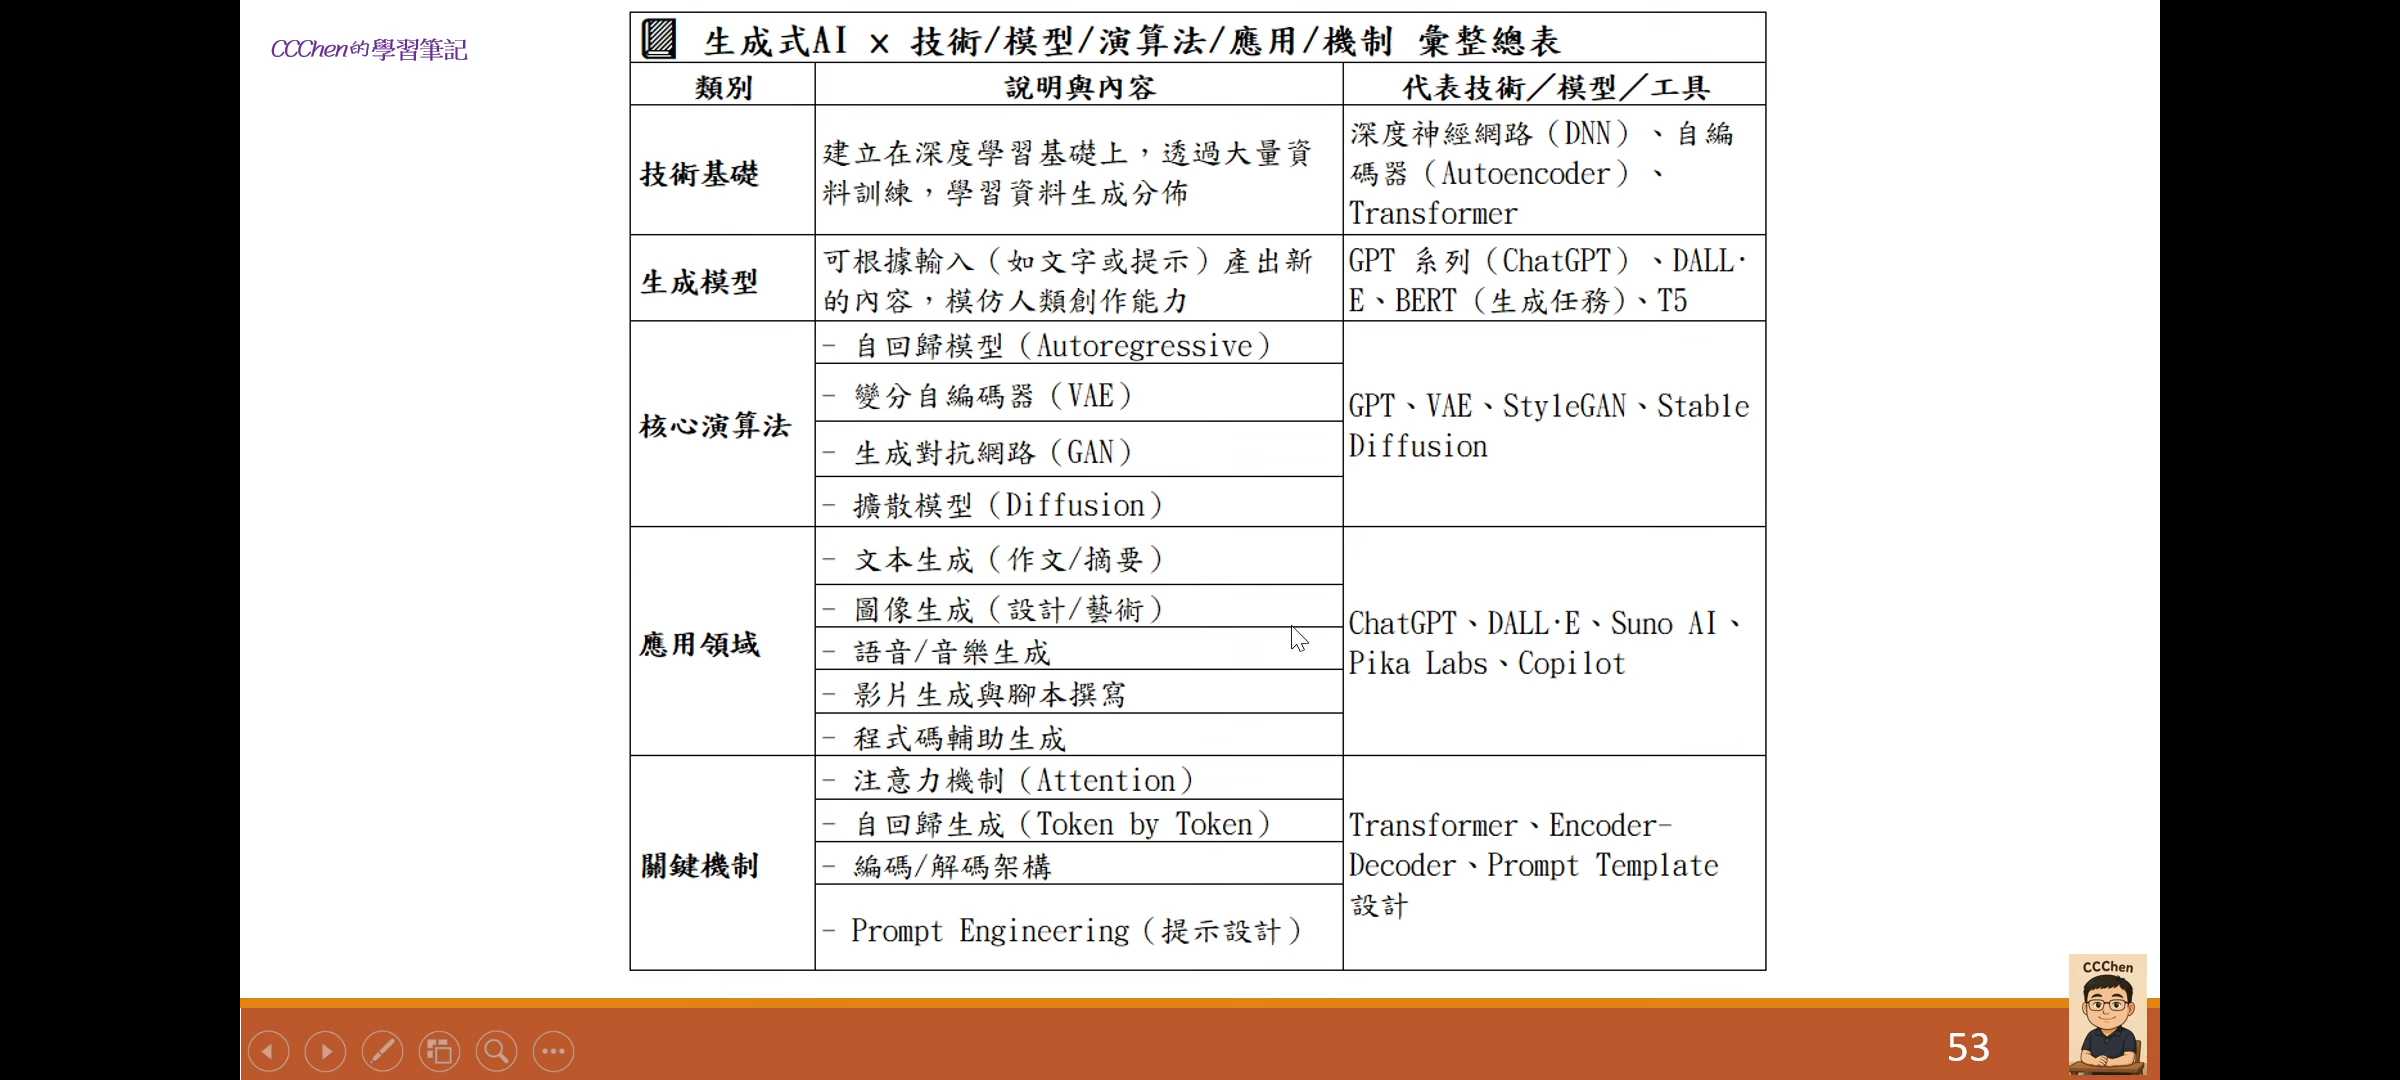 CCChen的學習筆記
生成式AI x 技術/模型/演算法/應用/機制 彙整總表
類別
說明與內容
代表技術／模型／工具
技術基礎
建立在深度學習基礎上，透過大量資
料訓練，學習資料生成分佈
深度神經網路（DNN）、自編
碼器（Autoencoder）、
Transformer
生成模型
可根據輸入（如文字或提示）產出新
的內容，模仿人類創作能力
GPT 系列（ChatGPT）、DALL·
E、BERT（生成任務）、T5
核心演算法
- 自回歸模型（Autoregressive）
- 變分自編碼器（VAE）
- 生成對抗網路（GAN）
- 擴散模型（Diffusion）
GPT、VAE、StyleGAN、Stable
Diffusion
應用領域
- 文本生成（作文/摘要）
- 圖像生成（設計/藝術）
- 語音/音樂生成
- 影片生成與腳本撰寫
- 程式碼輔助生成
ChatGPT、DALL·E、Suno AI、
Pika Labs、Copilot
關鍵機制
- 注意力機制（Attention）
- 自回歸生成（Token by Token）
- 編碼/解碼架構
- Prompt Engineering（提示設計）
Transformer、Encoder-
Decoder、Prompt Template
設計
CCChen
53